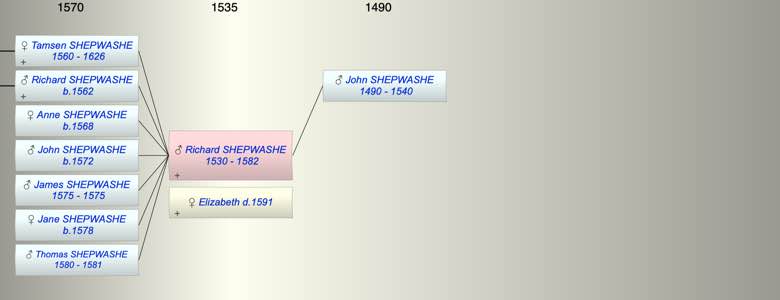 1570 1535 1490
♀ Tamsen SHEPWASHE
1560 - 1626
+
♂ Richard SHEPWASHE
b.1562
+
♀ Anne SHEPWASHE
b.1568
♂ John SHEPWASHE
b.1572
♂ James SHEPWASHE
1575 - 1575
♀ Jane SHEPWASHE
b.1578
♂ Thomas SHEPWASHE
1580 - 1581
♂ Richard SHEPWASHE
1530 - 1582
+
♀ Elizabeth d.1591
+
♂ John SHEPWASHE
1490 - 1540